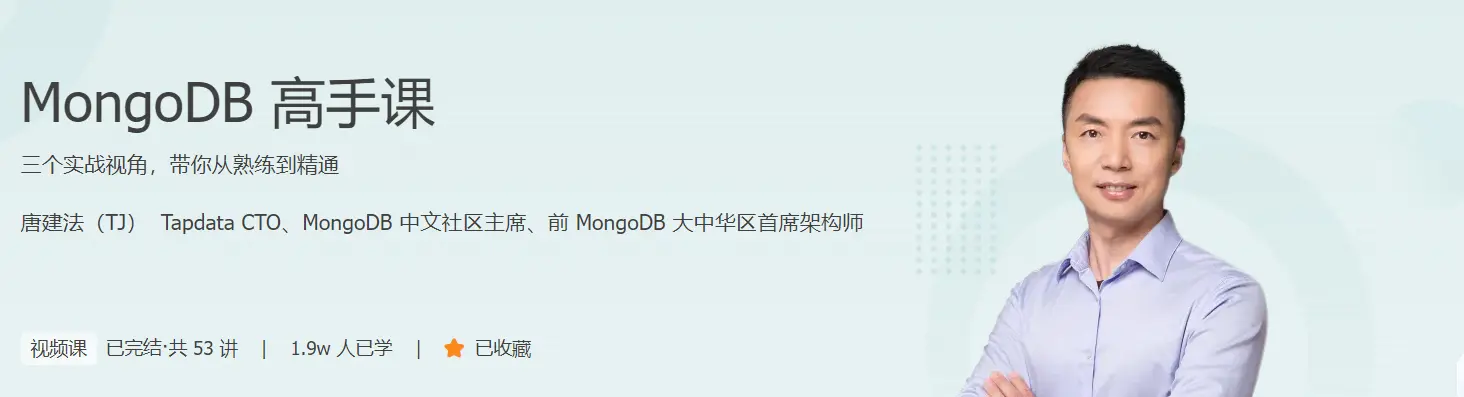 MongoDB 高手课
三个实战视角，带你从熟练到精通
唐建法（TJ） Tapdata CTO、MongoDB 中文社区主席、前 MongoDB 大中华区首席架构师
视频课 已完结·共 53 讲 | 1.9w 人已学 | 已收藏